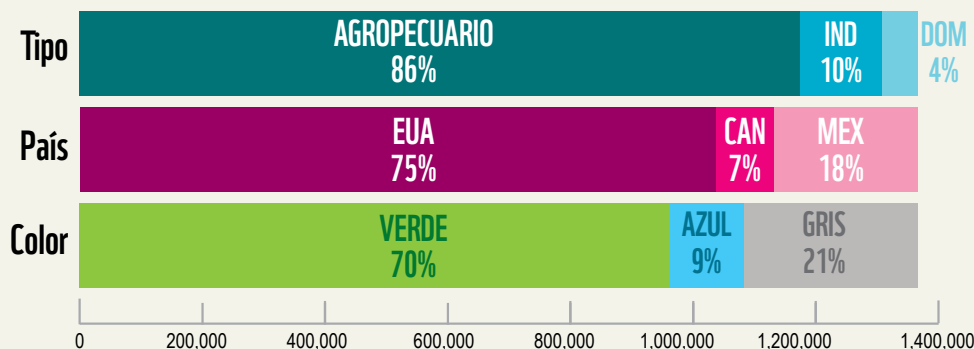 Tipo
AGROPECUARIO
86%
IND
10%
DOM
4%
País
EUA
75%
CAN
7%
MEX
18%
Color
VERDE
70%
AZUL
9%
GRIS
21%
0 200,000 400,000 600,000 800,000 1,000,000 1,200,000 1,400,000